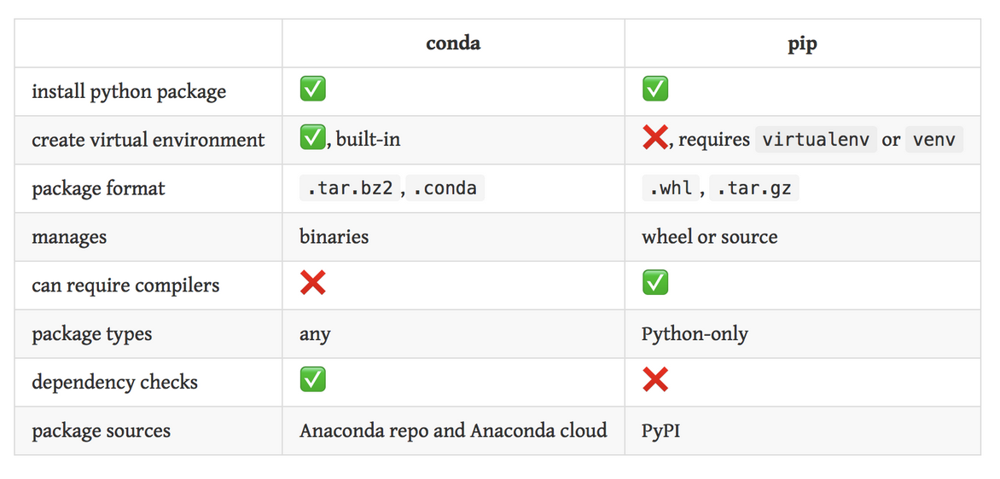 conda pip
install python package ✅ ✅
create virtual environment ✅, built-in ❌, requires virtualenv or venv
package format .tar.bz2 , .conda .whl , .tar.gz
manages binaries wheel or source
can require compilers ❌ ✅
package types any Python-only
dependency checks ✅ ❌
package sources Anaconda repo and Anaconda cloud PyPI